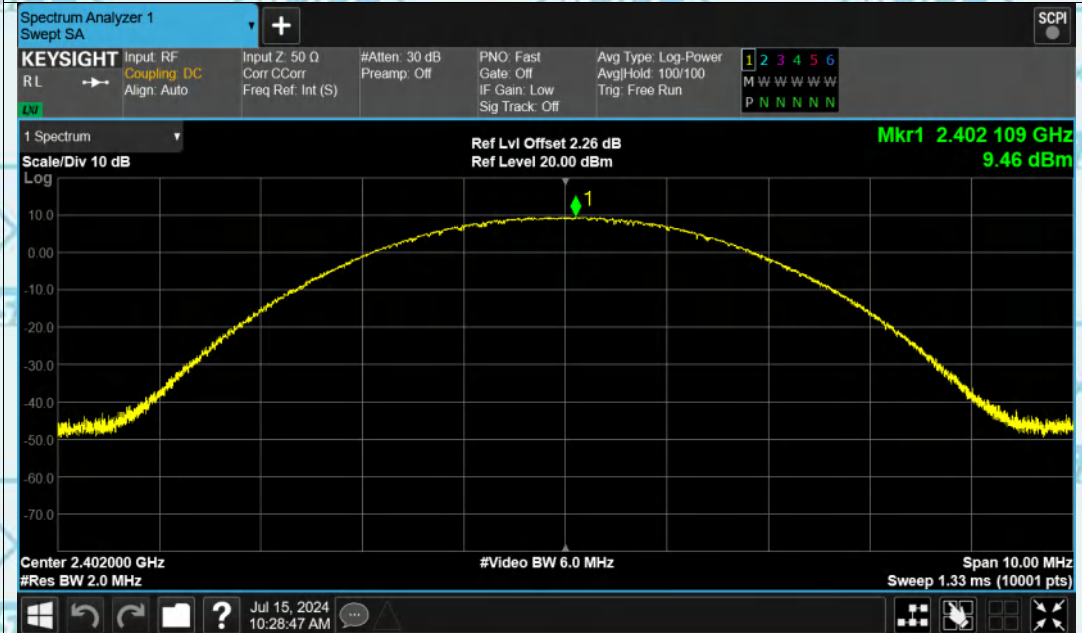 Spectrum Analyzer 1
Swept SA
+
SCPI
KEYSIGHT Input: RF Input Z: 50 Ω #Atten: 30 dB PNO: Fast Avg Type: Log-Power 1 2 3 4 5 6
R L Coupling: DC Corr CCorr Preamp: Off Gate: Off Avg|Hold: 100/100 M W W W W W
Align: Auto Freq Ref: Int (S) IF Gain: Low Trig: Free Run
LXI Sig Track: Off P N N N N N
1 Spectrum Ref Lvl Offset 2.26 dB Mkr1 2.402 109 GHz
Scale/Div 10 dB Ref Level 20.00 dBm 9.46 dBm
Log
1
10.0
0.00
-10.0
-20.0
-30.0
-40.0
-50.0
-60.0
-70.0
Center 2.402000 GHz #Video BW 6.0 MHz Span 10.00 MHz
#Res BW 2.0 MHz Sweep 1.33 ms (10001 pts)
? Jul 15, 2024
10:28:47 AM